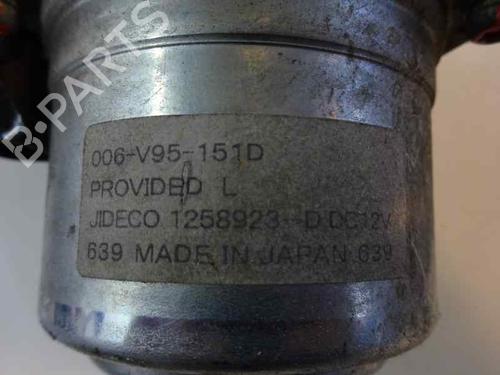 006-V95-151D
PROVIDED L
JIDECO 1258923-D DC12V
639 MADE IN JAPAN 639
B-PARTS